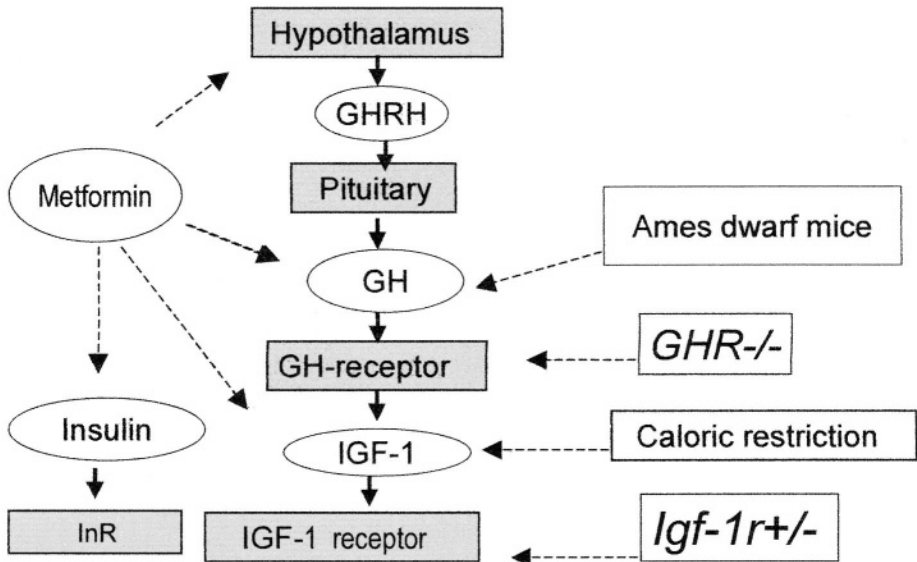 Hypothalamus
GHRH
Metformin
Pituitary
Ames dwarf mice
GH
GHR-/-
GH-receptor
Insulin
IGF-1
Caloric restriction
InR
IGF-1 receptor
Igf-1r+/-